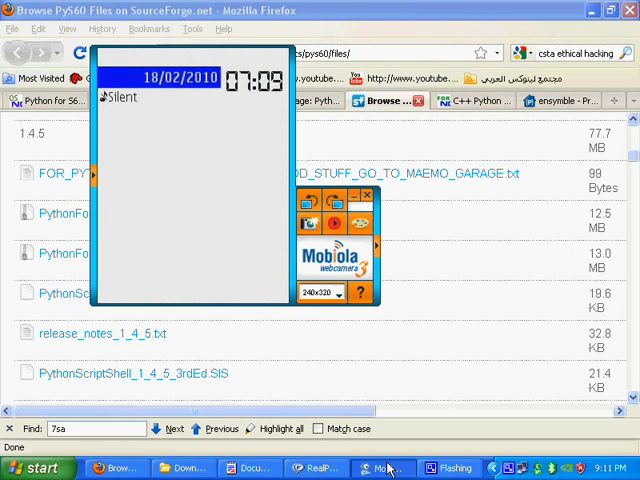 Browse PyS60 Files on SourceForge.net - Mozilla Firefox
File Edit View History Bookmarks Tools Help
ts/pys60/files/
csta ethical hacking
Most Visited
youtube...
http://www.youtube...
مجتمع لينوكس العربي
Python for S6...
age: Pyth...
sf Browse ...
C++ Python ...
ensymble - Pr...
18/02/2010 07:09
Silent
1.4.5
77.7 MB
FOR_PY
D_STUFF_GO_TO_MAEMO_GARAGE.txt
99 Bytes
PythonFo
12.5 MB
PythonFo
13.0 MB
Mobiola
webcamera 3
240x320
?
PythonSc
19.6 KB
release_notes_1_4_5.txt
32.8 KB
PythonScriptShell_1_4_5_3rdEd.SIS
21.4 KB
Find: 7sa Next Previous Highlight all Match case
Done
start Brow... Down... Docu... RealP... Mo... Flashing 9:11 PM